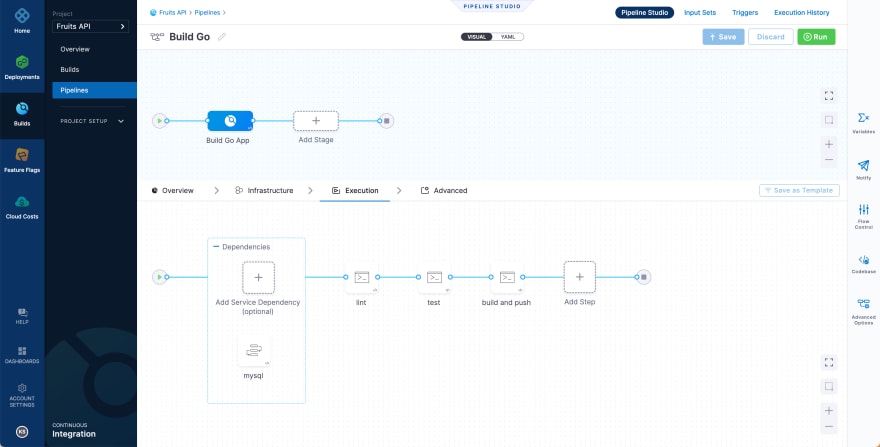 Home
Deployments
Builds
Feature Flags
Cloud Costs
HELP
DASHBOARDS
ACCOUNT
SETTINGS
KS
Project
Fruits API >
Overview
Builds
Pipelines
PROJECT SETUP
CONTINUOUS
Integration
Fruits API > Pipelines >
PIPELINE STUDIO
Pipeline Studio Input Sets Triggers Execution History
Build Go
VISUAL YAML
Save Discard Run
Build Go App
Add Stage
Overview > Infrastructure > Execution > Advanced
Save as Template
Dependencies
Add Service Dependency
(optional)
mysql
lint
test
build and push
Add Step
Variables
Notify
Flow
Control
Codebase
Advanced
Options